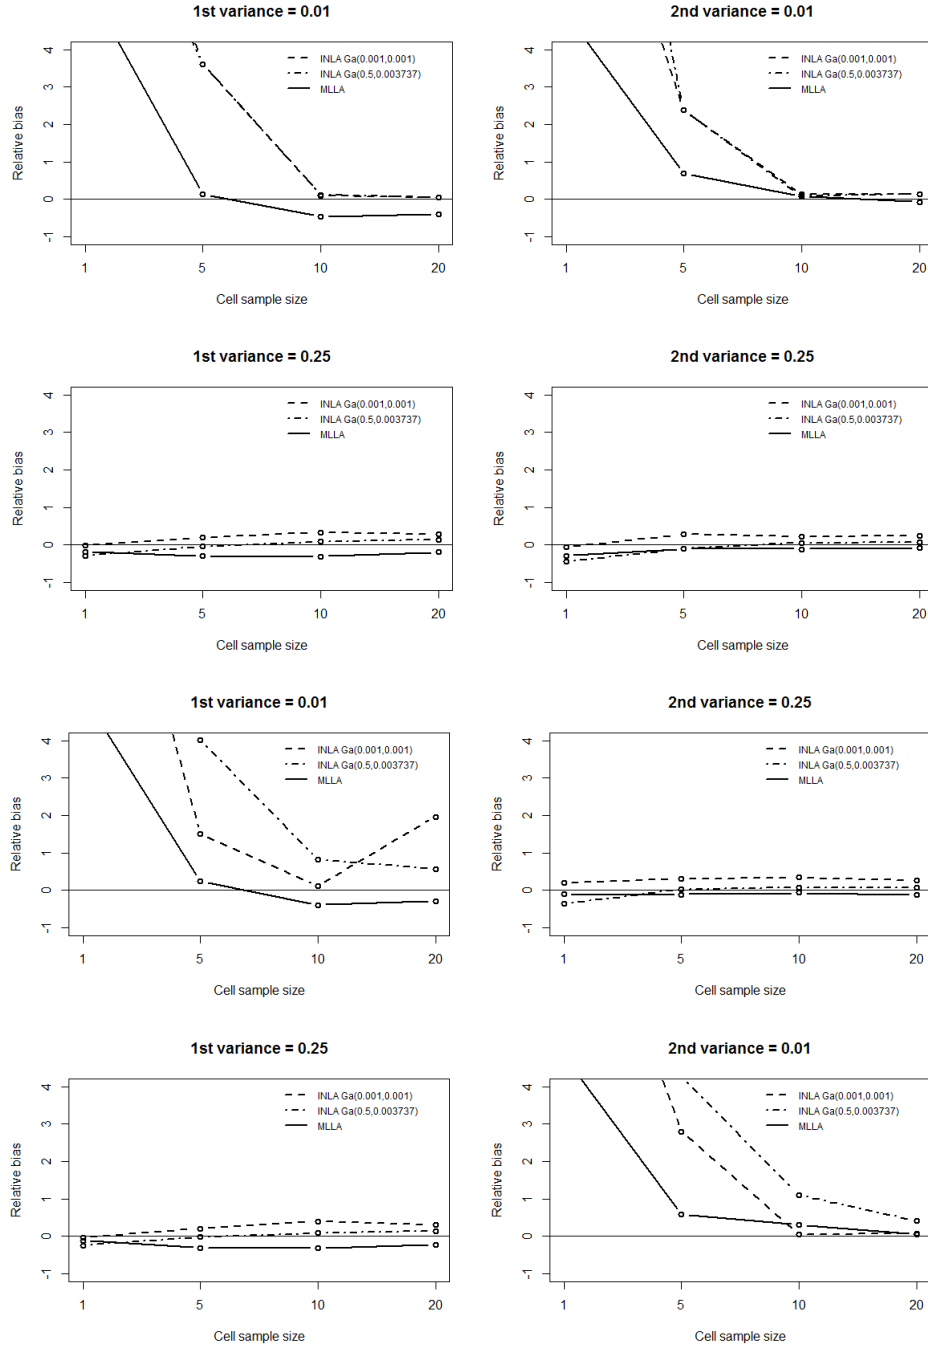 1st variance = 0.01
Relative bias
4
3
2
1
0
-1
INLA Ga(0.001,0.001)
INLA Ga(0.5,0.003737)
MLLA
1 5 10 20
Cell sample size
2nd variance = 0.01
Relative bias
4
3
2
1
0
-1
INLA Ga(0.001,0.001)
INLA Ga(0.5,0.003737)
MLLA
1 5 10 20
Cell sample size
1st variance = 0.25
Relative bias
4
3
2
1
0
-1
INLA Ga(0.001,0.001)
INLA Ga(0.5,0.003737)
MLLA
1 5 10 20
Cell sample size
2nd variance = 0.25
Relative bias
4
3
2
1
0
-1
INLA Ga(0.001,0.001)
INLA Ga(0.5,0.003737)
MLLA
1 5 10 20
Cell sample size
1st variance = 0.01
Relative bias
4
3
2
1
0
-1
INLA Ga(0.001,0.001)
INLA Ga(0.5,0.003737)
MLLA
1 5 10 20
Cell sample size
2nd variance = 0.25
Relative bias
4
3
2
1
0
-1
INLA Ga(0.001,0.001)
INLA Ga(0.5,0.003737)
MLLA
1 5 10 20
Cell sample size
1st variance = 0.25
Relative bias
4
3
2
1
0
-1
INLA Ga(0.001,0.001)
INLA Ga(0.5,0.003737)
MLLA
1 5 10 20
Cell sample size
2nd variance = 0.01
Relative bias
4
3
2
1
0
-1
INLA Ga(0.001,0.001)
INLA Ga(0.5,0.003737)
MLLA
1 5 10 20
Cell sample size